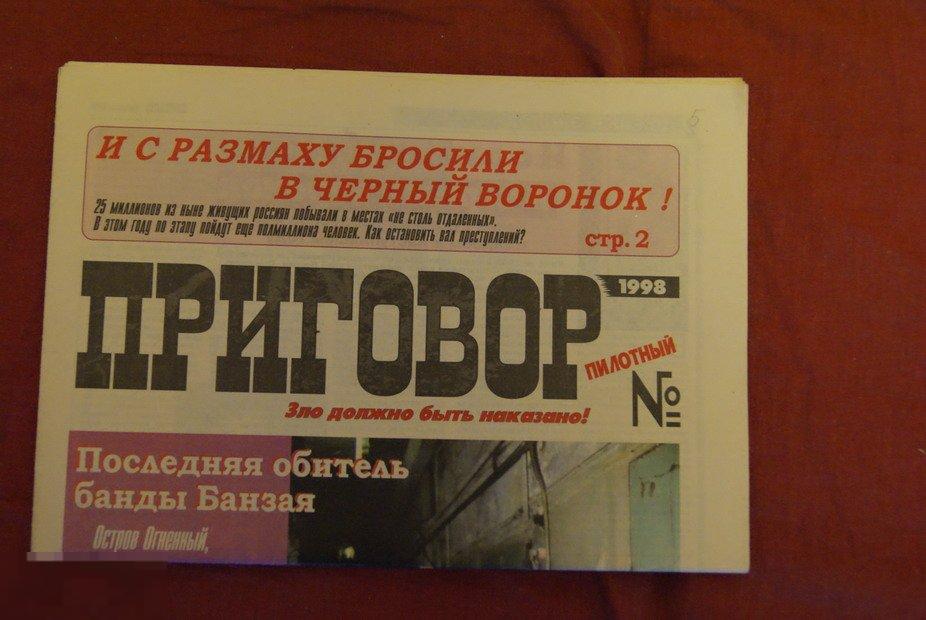 5
И С РАЗМАХУ БРОСИЛИ
В ЧЕРНЫЙ ВОРОНОК !
25 миллионов из ныне живущих россиян побывали в местах «не столь отдаленных».
В этом году по этапу пойдут еще полмиллиона человек. Как остановить вал преступлений?
стр. 2
ПРИГОВОР
1998
ПИЛОТНЫЙ
№
Зло должно быть наказано!
Последняя обитель
банды Банзая
Остров Огненный,